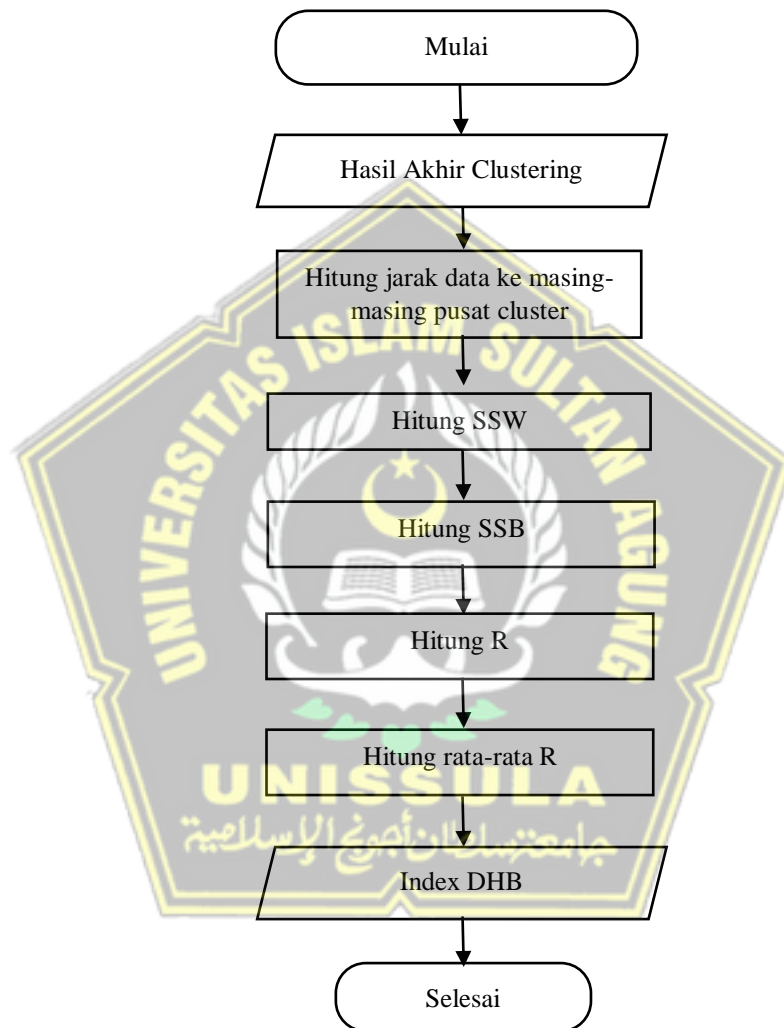 Mulai
Hasil Akhir Clustering
Hitung jarak data ke masing-
masing pusat cluster
UNIVERSITAS ISLAM SULTAN AGUNG
Hitung SSW
Hitung SSB
Hitung R
Hitung rata-rata R
UNISSULA
جامعة سلطان أجونج الإسلامية
Index DHB
Selesai